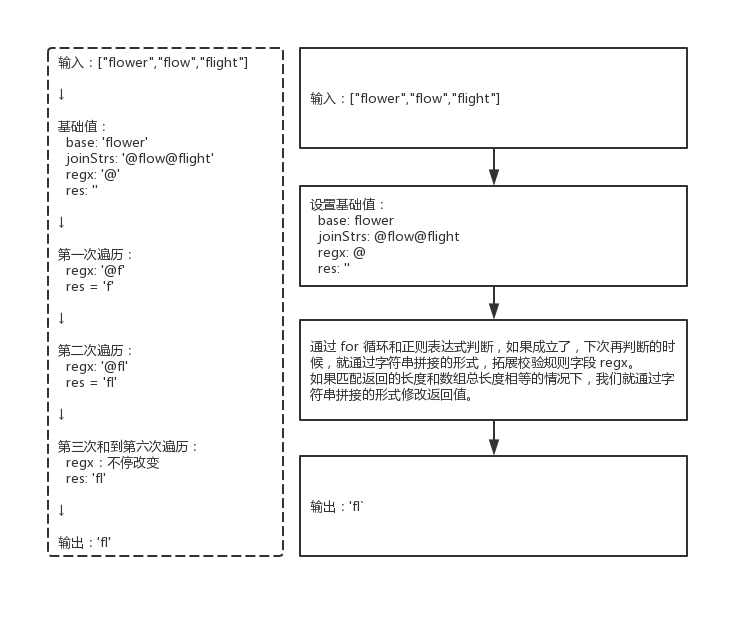 输入：["flower","flow","flight"]
↓
基础值：
base: 'flower'
joinStrs: '@flow@flight'
regx: '@'
res: ''
↓
第一次遍历：
regx: '@f'
res = 'f'
↓
第二次遍历：
regx: '@fl'
res = 'fl'
↓
第三次和到第六次遍历：
regx：不停改变
res: 'fl'
↓
输出：'fl'
输入：["flower","flow","flight"]
设置基础值：
base: flower
joinStrs: @flow@flight
regx: @
res: ''
通过 for 循环和正则表达式判断，如果成立了，下次再判断的时
候，就通过字符串拼接的形式，拓展校验规则字段 regx。
如果匹配返回的长度和数组总长度相等的情况下，我们就通过字
符串拼接的形式修改返回值。
输出：'fl`